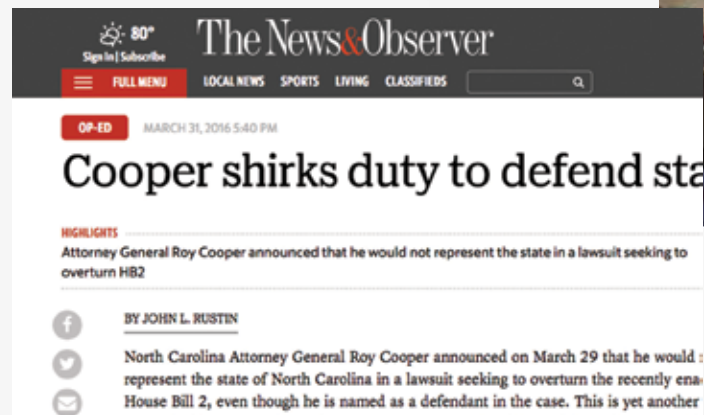 80°
Sign In | Subscribe
The News&Observer
FULL MENU LOCAL NEWS SPORTS LIVING CLASSIFIEDS
OP-ED MARCH 31, 2016 5:40 PM
Cooper shirks duty to defend sta
HIGHLIGHTS
Attorney General Roy Cooper announced that he would not represent the state in a lawsuit seeking to
overturn HB2
BY JOHN L. RUSTIN
North Carolina Attorney General Roy Cooper announced on March 29 that he would
represent the state of North Carolina in a lawsuit seeking to overturn the recently ena
House Bill 2, even though he is named as a defendant in the case. This is yet another